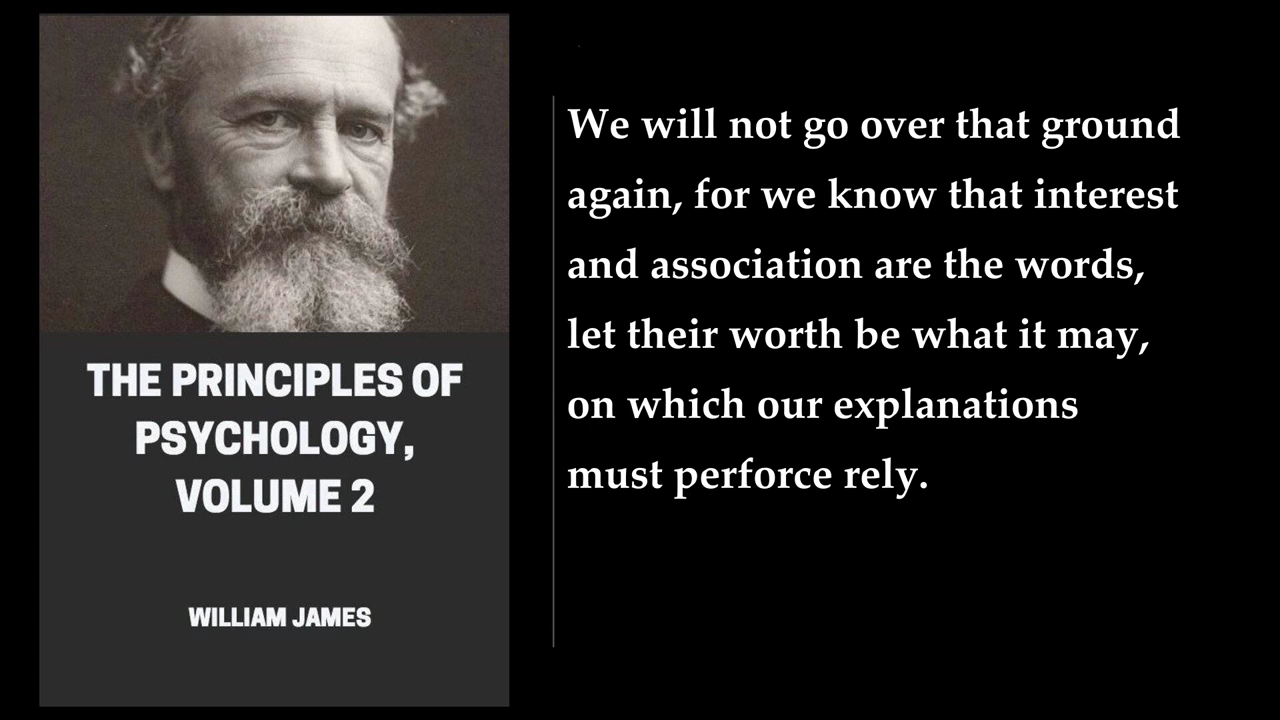 THE PRINCIPLES OF
PSYCHOLOGY,
VOLUME 2
WILLIAM JAMES
We will not go over that ground
again, for we know that interest
and association are the words,
let their worth be what it may,
on which our explanations
must perforce rely.